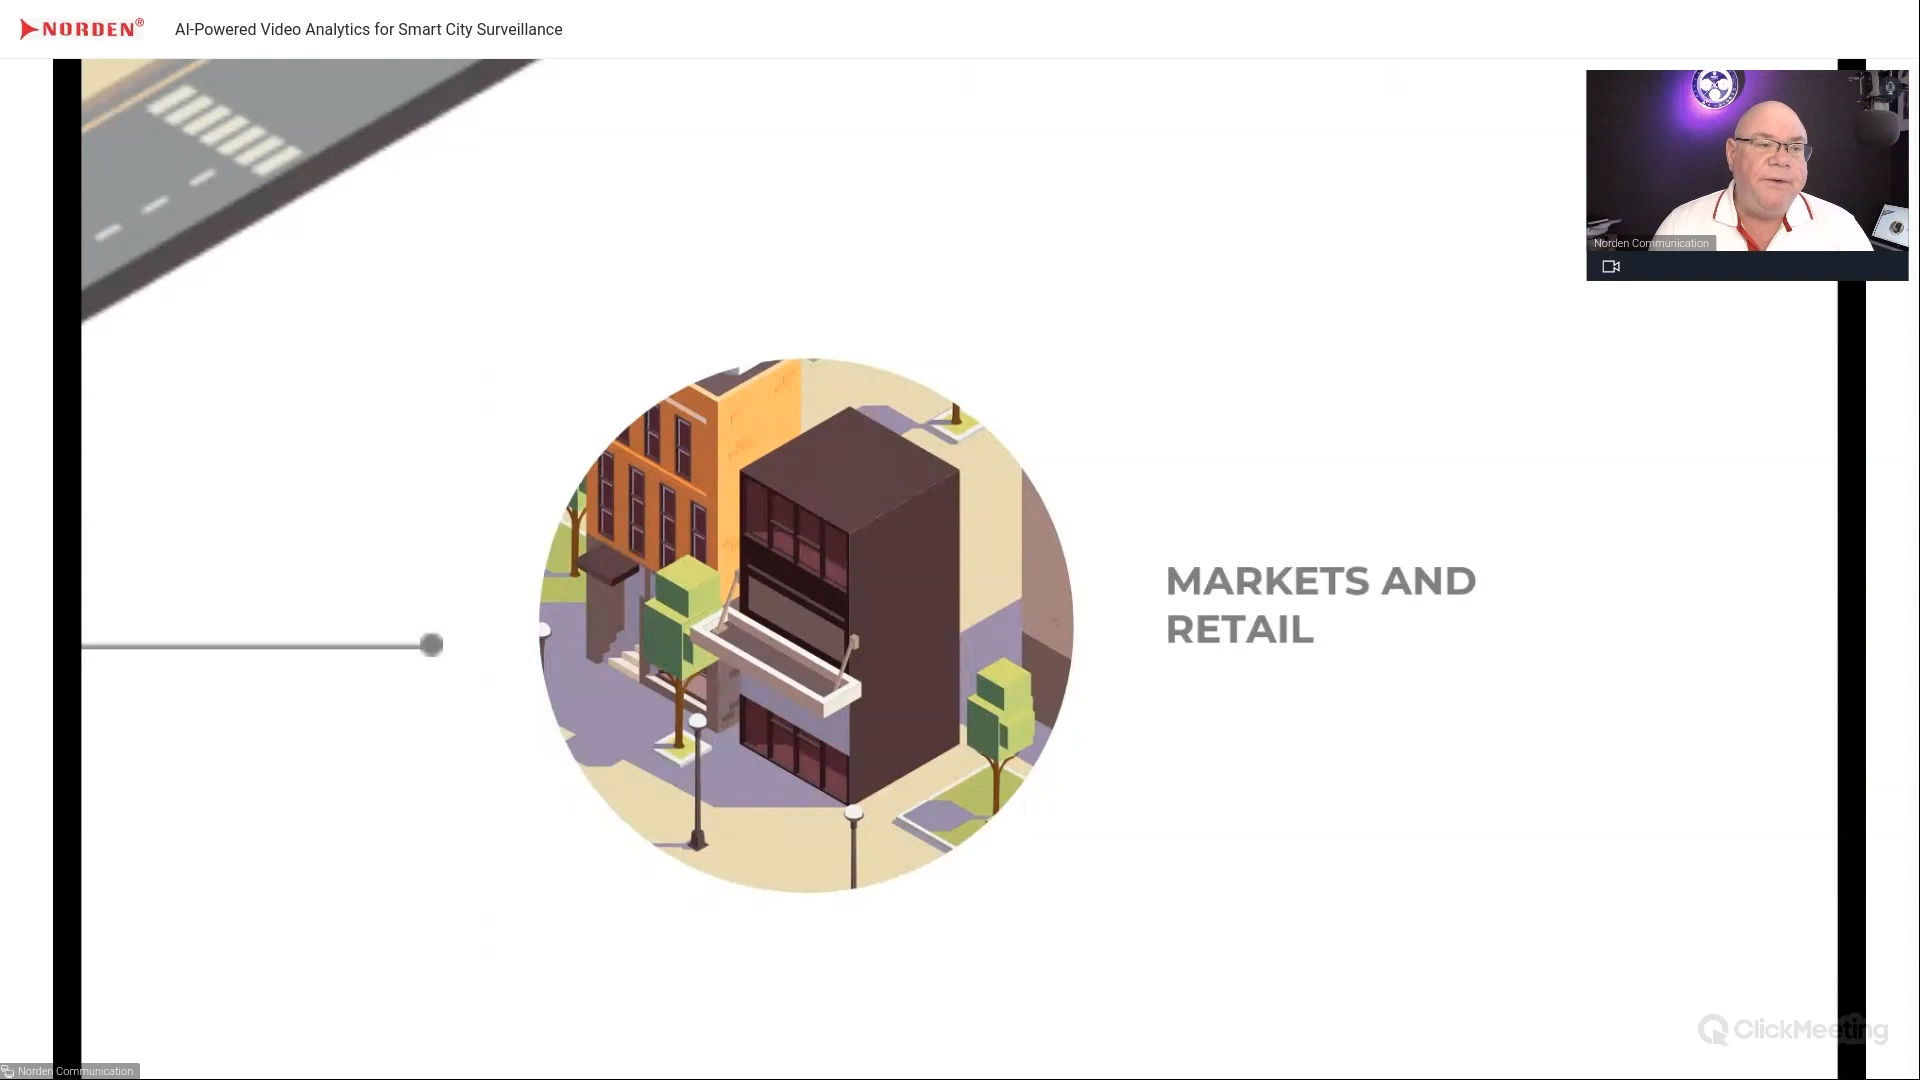 NORDEN®
AI-Powered Video Analytics for Smart City Surveillance
Norden Communication
MARKETS AND
RETAIL
ClickMeeting
Norden Communication